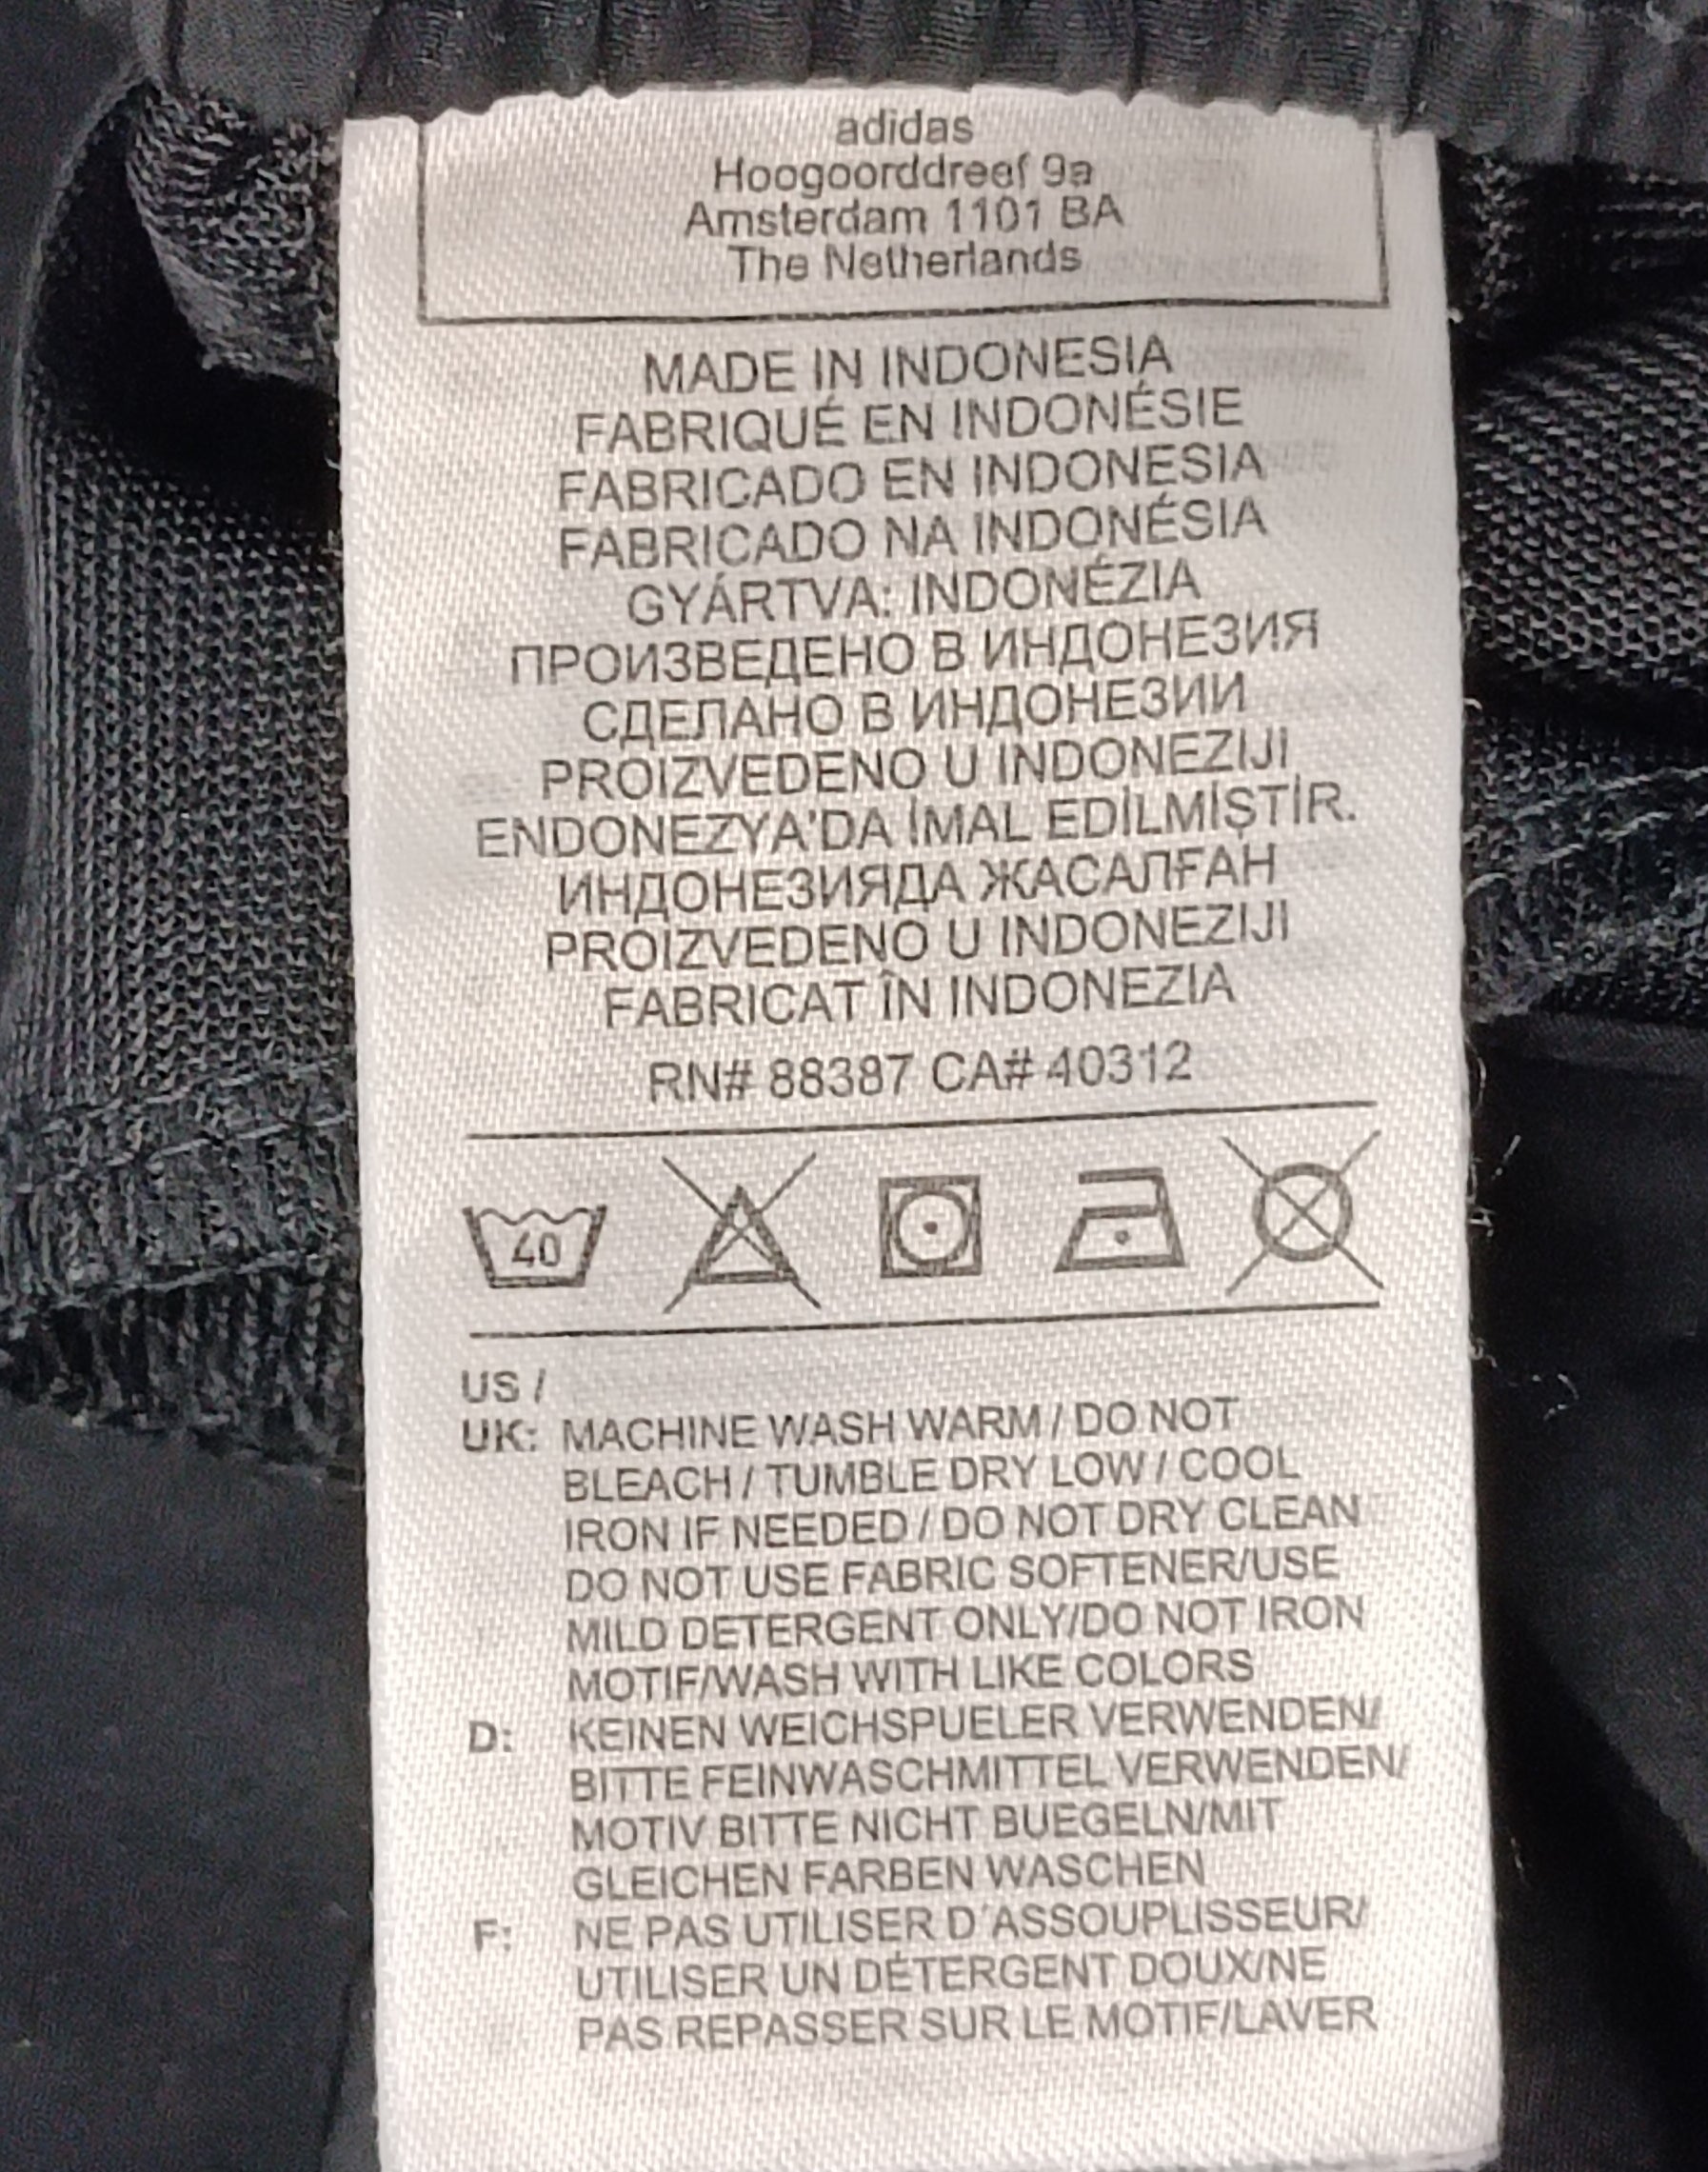 adidas
Hoogoorddreef 9a
Amsterdam 1101 BA
The Netherlands
MADE IN INDONESIA
FABRIQUÉ EN INDONÉSIE
FABRICADO EN INDONESIA
FABRICADO NA INDONÉSIA
GYÁRTVA: INDONÉZIA
ПРОИЗВЕДЕНО В ИНДОНЕЗИЯ
СДЕЛАНО В ИНДОНЕЗИИ
PROIZVEDENO U INDONEZIJI
ENDONEZYA'DA İMAL EDİLMİŞTİR.
ИНДОНЕЗИЯДА ЖАСАЛҒАН
PROIZVEDENO U INDONEZIJI
FABRICAT ÎN INDONEZIA
RN# 88387 CA# 40312
40
US /
UK: MACHINE WASH WARM / DO NOT
BLEACH / TUMBLE DRY LOW / COOL
IRON IF NEEDED / DO NOT DRY CLEAN
DO NOT USE FABRIC SOFTENER/USE
MILD DETERGENT ONLY/DO NOT IRON
MOTIF/WASH WITH LIKE COLORS
D: KEINEN WEICHSPUELER VERWENDEN/
BITTE FEINWASCHMITTEL VERWENDEN/
MOTIV BITTE NICHT BUEGELN/MIT
GLEICHEN FARBEN WASCHEN
F: NE PAS UTILISER D'ASSOUPLISSEUR/
UTILISER UN DÉTERGENT DOUX/NE
PAS REPASSER SUR LE MOTIF/LAVER